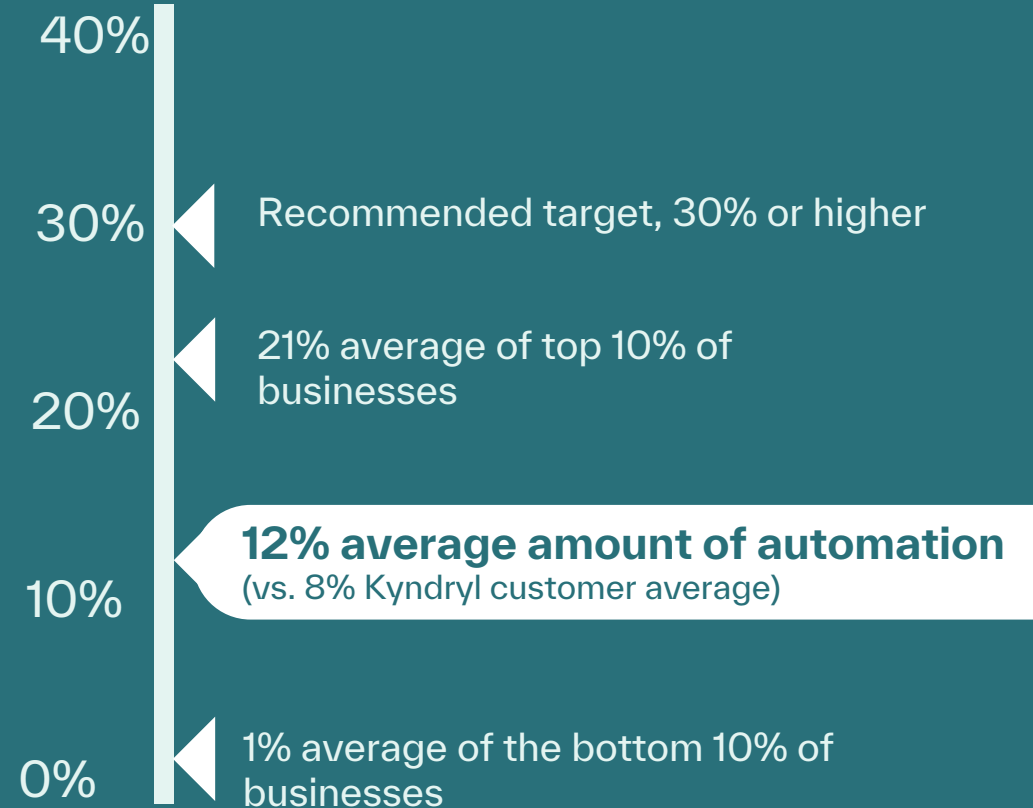 40%
30%
Recommended target, 30% or higher
21% average of top 10% of
businesses
20%
12% average amount of automation
(vs. 8% Kyndryl customer average)
10%
1% average of the bottom 10% of
businesses
0%